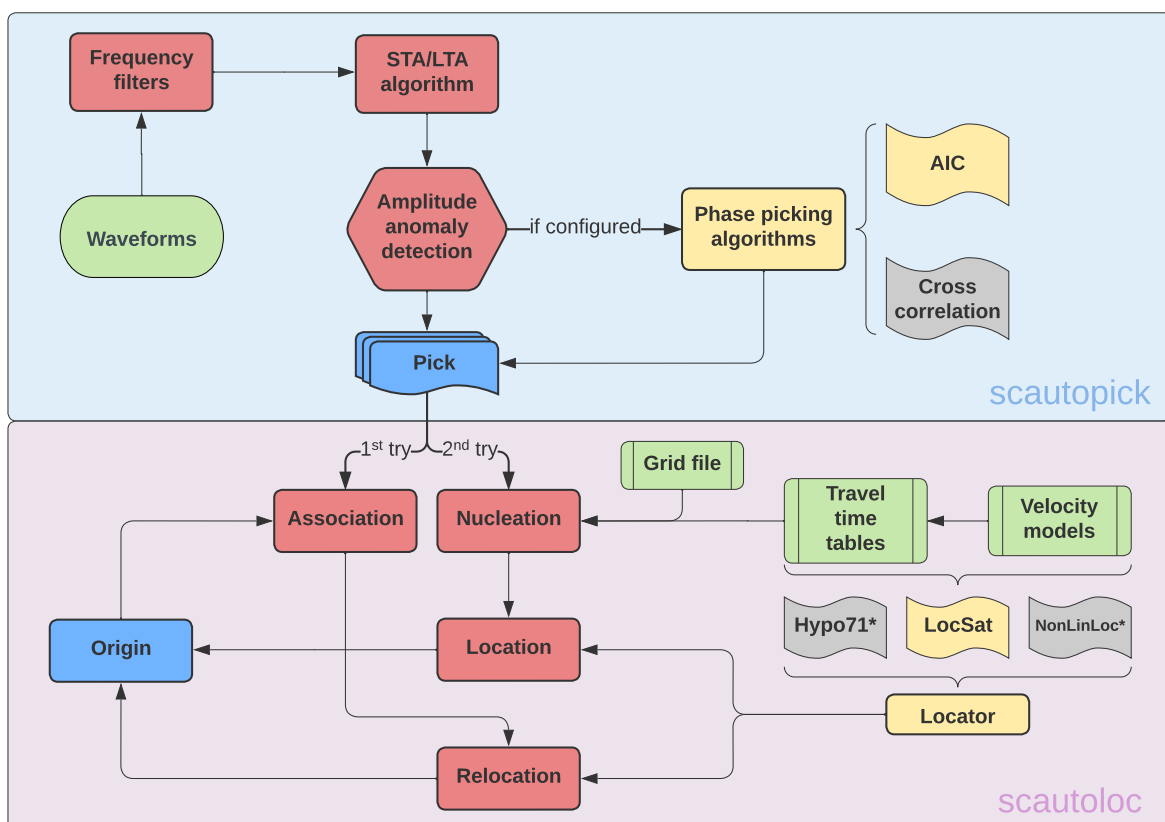 Frequency
filters
STA/LTA
algorithm
Waveforms
Amplitude
anomaly
detection
if configured
Phase picking
algorithms
AIC
Cross
correlation
Pick
scautopick
1st try
2nd try
Grid file
Association
Nucleation
Travel
time
tables
Velocity
models
Origin
Location
Hypo71*
LocSat
NonLinLoc*
Locator
Relocation
scautoloc